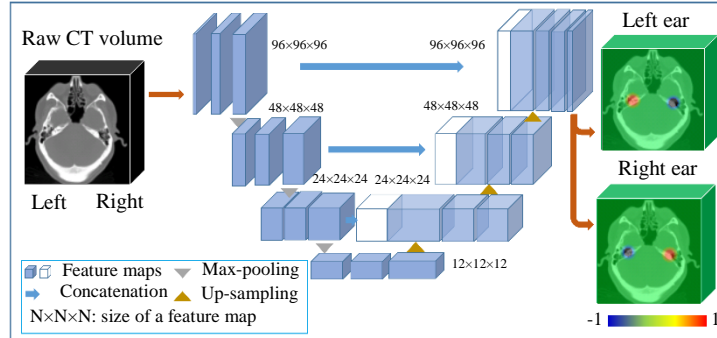 Raw CT volume
Left
Right
96×96×96
96×96×96
48×48×48
48×48×48
24×24×24
24×24×24
12×12×12
Left ear
Right ear
-1
1
Feature maps
Max-pooling
Concatenation
Up-sampling
N×N×N: size of a feature map